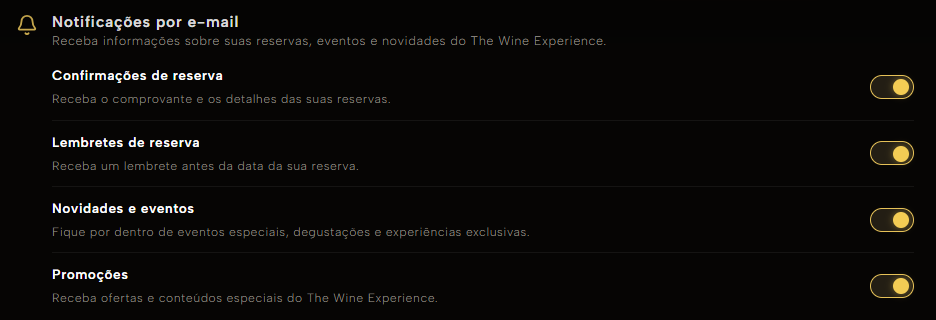 Notificações por e-mail
Receba informações sobre suas reservas, eventos e novidades do The Wine Experience.
Confirmações de reserva
Receba o comprovante e os detalhes das suas reservas.
Lembretes de reserva
Receba um lembrete antes da data da sua reserva.
Novidades e eventos
Fique por dentro de eventos especiais, degustações e experiências exclusivas.
Promoções
Receba ofertas e conteúdos especiais do The Wine Experience.